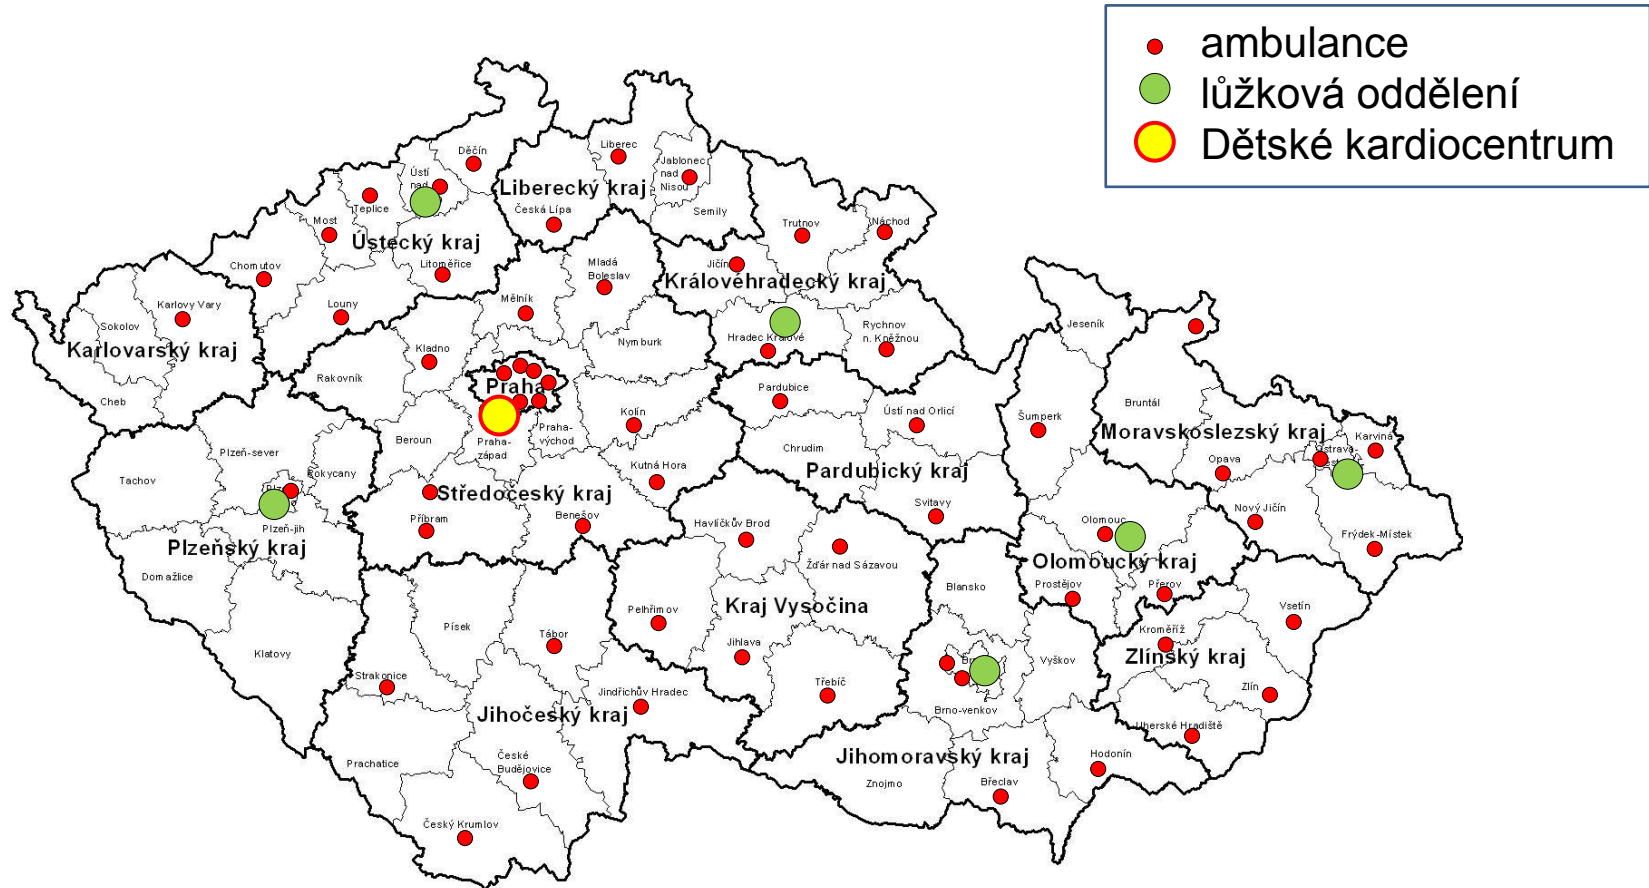 ambulance
lůžková oddělení
Dětské kardiocentrum
Děčín
Liberec
Ústí
nad
Jablonec
nad
Nisou
Liberecký kraj
Teplice
Česká Lípa
Semily
Most
Trutnov
Náchod
Ústecký kraj
Chomutov
Litoměřice
Mladá
Boleslav
Jičín
Královéhradecký kraj
Karlovy Vary
Louny
Mělník
Sokolov
Karlovarský kraj
Kladno
Nymburk
Hradec Králové
Rychnov
n. Kněžnou
Jeseník
Rakovník
Praha
Cheb
Pardubice
Bruntál
Kolín
Ústí nad Orlicí
Šumperk
Moravskoslezský kraj
Karviná
Beroun
Praha-
západ
Praha-
východ
Chrudim
Plzeň-sever
Rokycany
Tachov
Kutná Hora
Pardubický kraj
Opava
Středočeský kraj
Svitavy
Příbram
Benešov
Havlíčkův Brod
Nový Jičín
Plzeň-jih
Olomouc
Plzeňský kraj
Žďár nad Sázavou
Frýdek-Místek
Olomoucký kraj
Domažlice
Blansko
Prostějov
Přerov
Kraj Vysočina
Pelhřimov
Vsetín
Písek
Tábor
Jihlava
Kroměříž
Klatovy
Zlínský kraj
Vyškov
Strakonice
Třebíč
Zlín
Jindřichův Hradec
Brno-venkov
Jihočeský kraj
Uherské Hradiště
České
Budějovice
Jihomoravský kraj
Hodonín
Prachatice
Znojmo
Břeclav
Český Krumlov